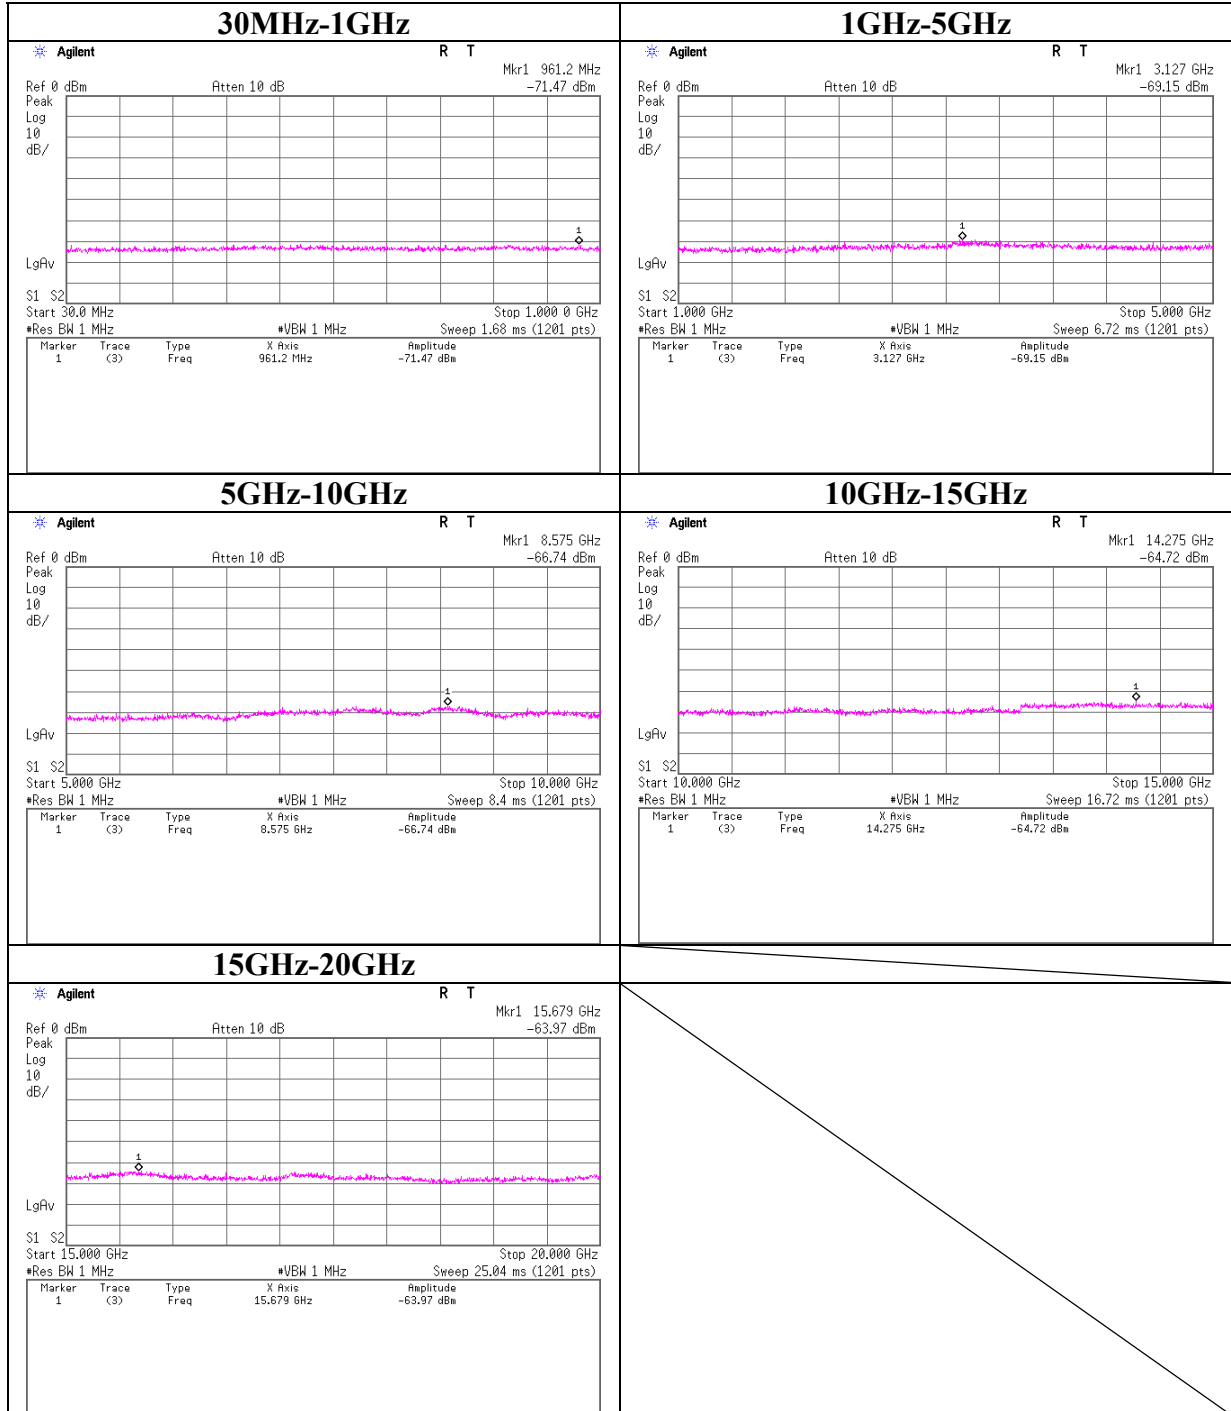 30MHz-1GHz
Agilent R T
Mkr1 961.2 MHz
Ref 0 dBm Atten 10 dB -71.47 dBm
Peak
Log
10
dB/
1
LgAv
S1 S2
Start 30.0 MHz Stop 1.000 0 GHz
#Res BW 1 MHz #VBW 1 MHz Sweep 1.68 ms (1201 pts)
Marker Trace Type X Axis Amplitude
1 (3) Freq 961.2 MHz -71.47 dBm
1GHz-5GHz
Agilent R T
Mkr1 3.127 GHz
Ref 0 dBm Atten 10 dB -69.15 dBm
Peak
Log
10
dB/
1
LgAv
S1 S2
Start 1.000 GHz Stop 5.000 GHz
#Res BW 1 MHz #VBW 1 MHz Sweep 6.72 ms (1201 pts)
Marker Trace Type X Axis Amplitude
1 (3) Freq 3.127 GHz -69.15 dBm
5GHz-10GHz
Agilent R T
Mkr1 8.575 GHz
Ref 0 dBm Atten 10 dB -66.74 dBm
Peak
Log
10
dB/
1
LgAv
S1 S2
Start 5.000 GHz Stop 10.000 GHz
#Res BW 1 MHz #VBW 1 MHz Sweep 8.4 ms (1201 pts)
Marker Trace Type X Axis Amplitude
1 (3) Freq 8.575 GHz -66.74 dBm
10GHz-15GHz
Agilent R T
Mkr1 14.275 GHz
Ref 0 dBm Atten 10 dB -64.72 dBm
Peak
Log
10
dB/
1
LgAv
S1 S2
Start 10.000 GHz Stop 15.000 GHz
#Res BW 1 MHz #VBW 1 MHz Sweep 16.72 ms (1201 pts)
Marker Trace Type X Axis Amplitude
1 (3) Freq 14.275 GHz -64.72 dBm
15GHz-20GHz
Agilent R T
Mkr1 15.679 GHz
Ref 0 dBm Atten 10 dB -63.97 dBm
Peak
Log
10
dB/
1
LgAv
S1 S2
Start 15.000 GHz Stop 20.000 GHz
#Res BW 1 MHz #VBW 1 MHz Sweep 25.04 ms (1201 pts)
Marker Trace Type X Axis Amplitude
1 (3) Freq 15.679 GHz -63.97 dBm